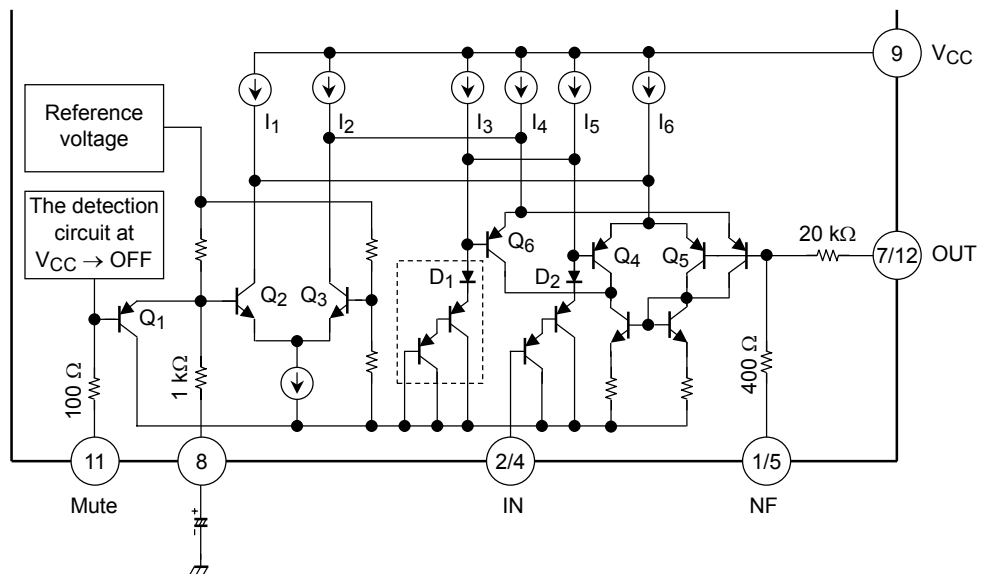 9
V_CC
Reference
voltage
I1
I2
I3
I4
I5
I6
The detection
circuit at
V_CC → OFF
Q6
20 kΩ
7/12
OUT
Q1
Q2
Q3
D1
D2
Q4
Q5
100 Ω
1 kΩ
400 Ω
11
8
2/4
1/5
Mute
IN
NF
+
-